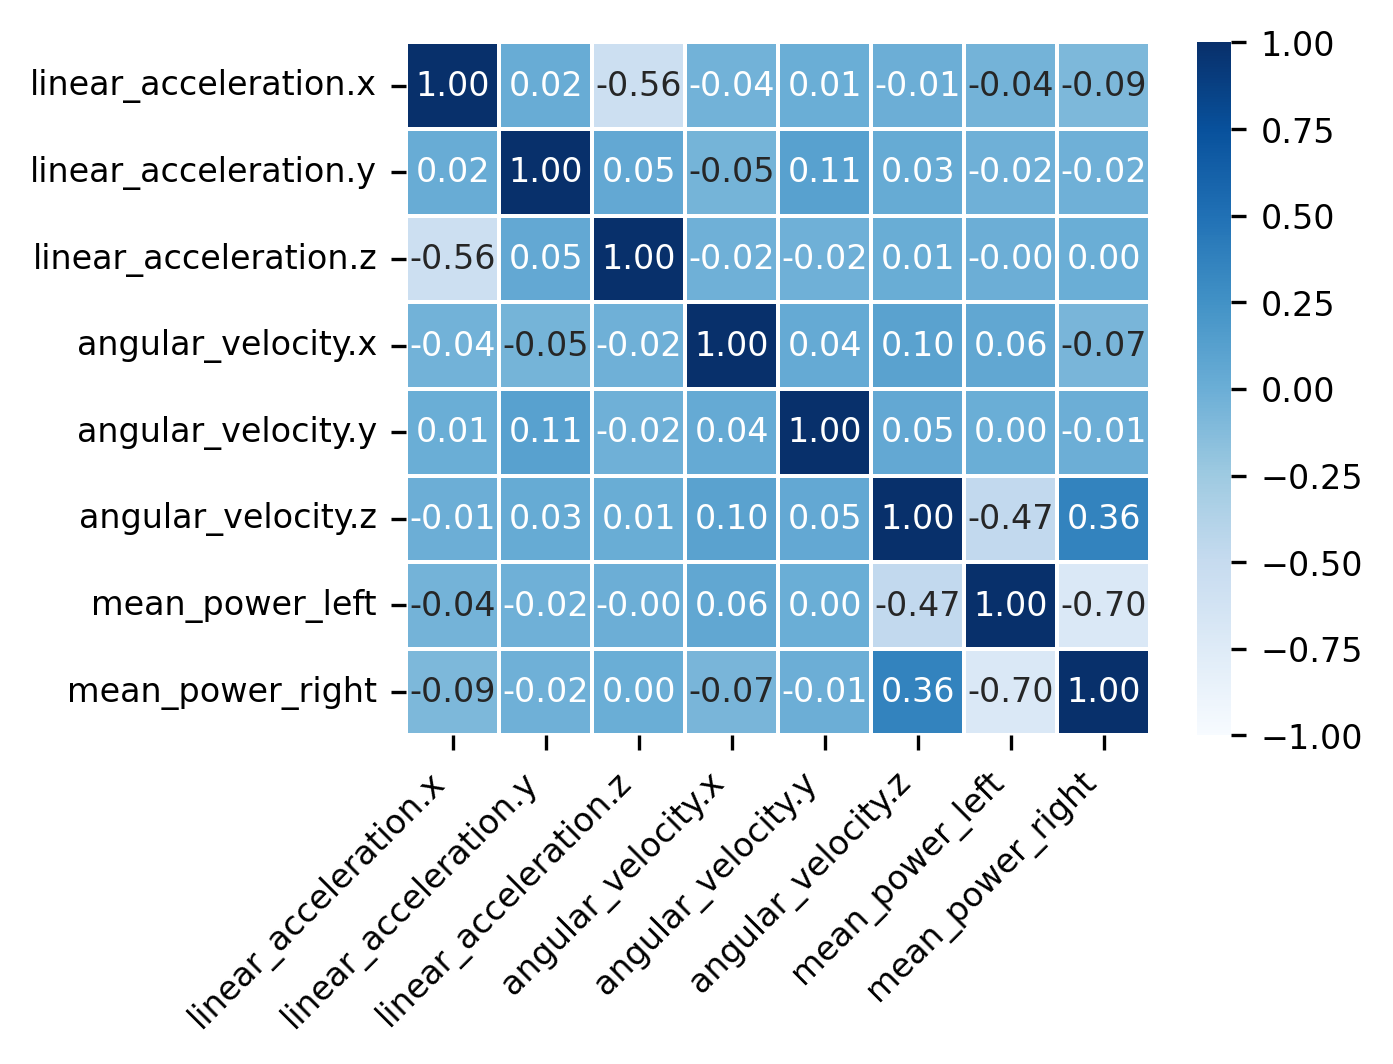 linear_acceleration.x 1.00 0.02 -0.56 -0.04 0.01 -0.01 -0.04 -0.09
linear_acceleration.y 0.02 1.00 0.05 -0.05 0.11 0.03 -0.02 -0.02
linear_acceleration.z -0.56 0.05 1.00 -0.02 -0.02 0.01 -0.00 0.00
angular_velocity.x -0.04 -0.05 -0.02 1.00 0.04 0.10 0.06 -0.07
angular_velocity.y 0.01 0.11 -0.02 0.04 1.00 0.05 0.00 -0.01
angular_velocity.z -0.01 0.03 0.01 0.10 0.05 1.00 -0.47 0.36
mean_power_left -0.04 -0.02 -0.00 0.06 0.00 -0.47 1.00 -0.70
mean_power_right -0.09 -0.02 0.00 -0.07 -0.01 0.36 -0.70 1.00
linear_acceleration.x
linear_acceleration.y
linear_acceleration.z
angular_velocity.x
angular_velocity.y
angular_velocity.z
mean_power_left
mean_power_right
1.00
0.75
0.50
0.25
0.00
−0.25
−0.50
−0.75
−1.00